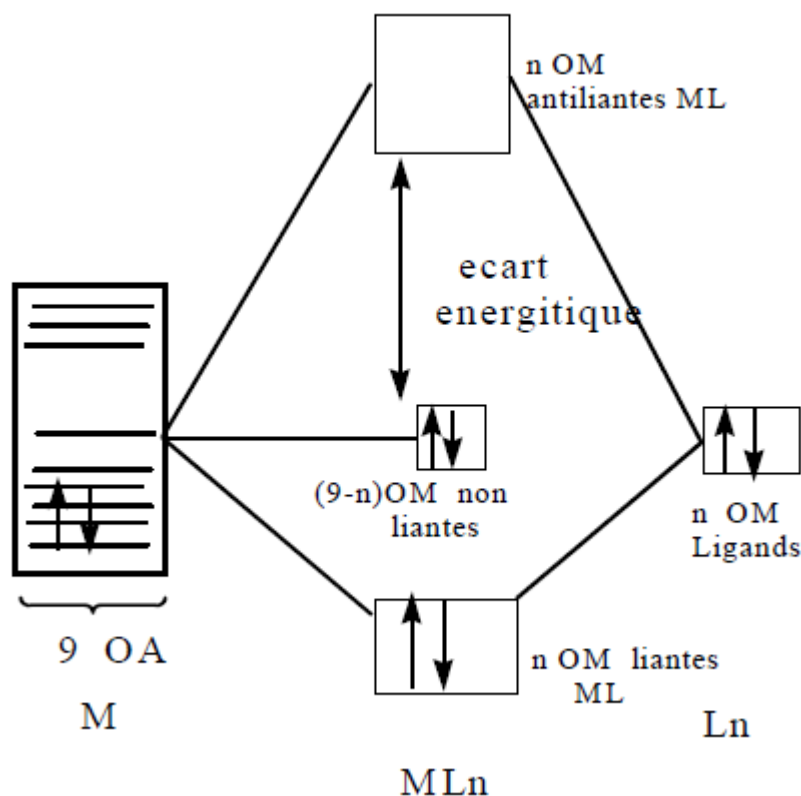 n OM
antiliantes ML
ecart
energitique
(9-n)OM non
liantes
n OM
Ligands
9 OA
M
n OM liantes
ML
Ln
MLn